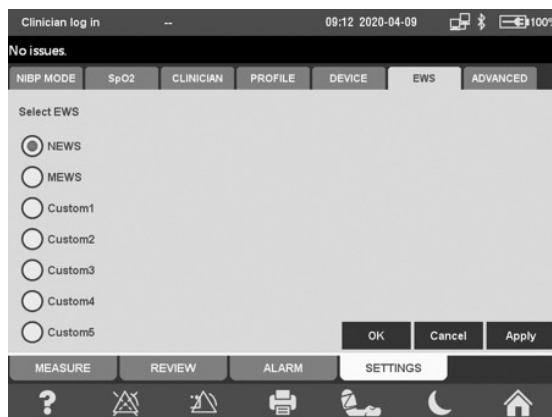 Clinician log in -- 09:12 2020-04-09 100%
No issues.
NIBP MODE SpO2 CLINICIAN PROFILE DEVICE EWS ADVANCED
Select EWS
NEWS
MEWS
Custom1
Custom2
Custom3
Custom4
Custom5
OK Cancel Apply
MEASURE REVIEW ALARM SETTINGS
?